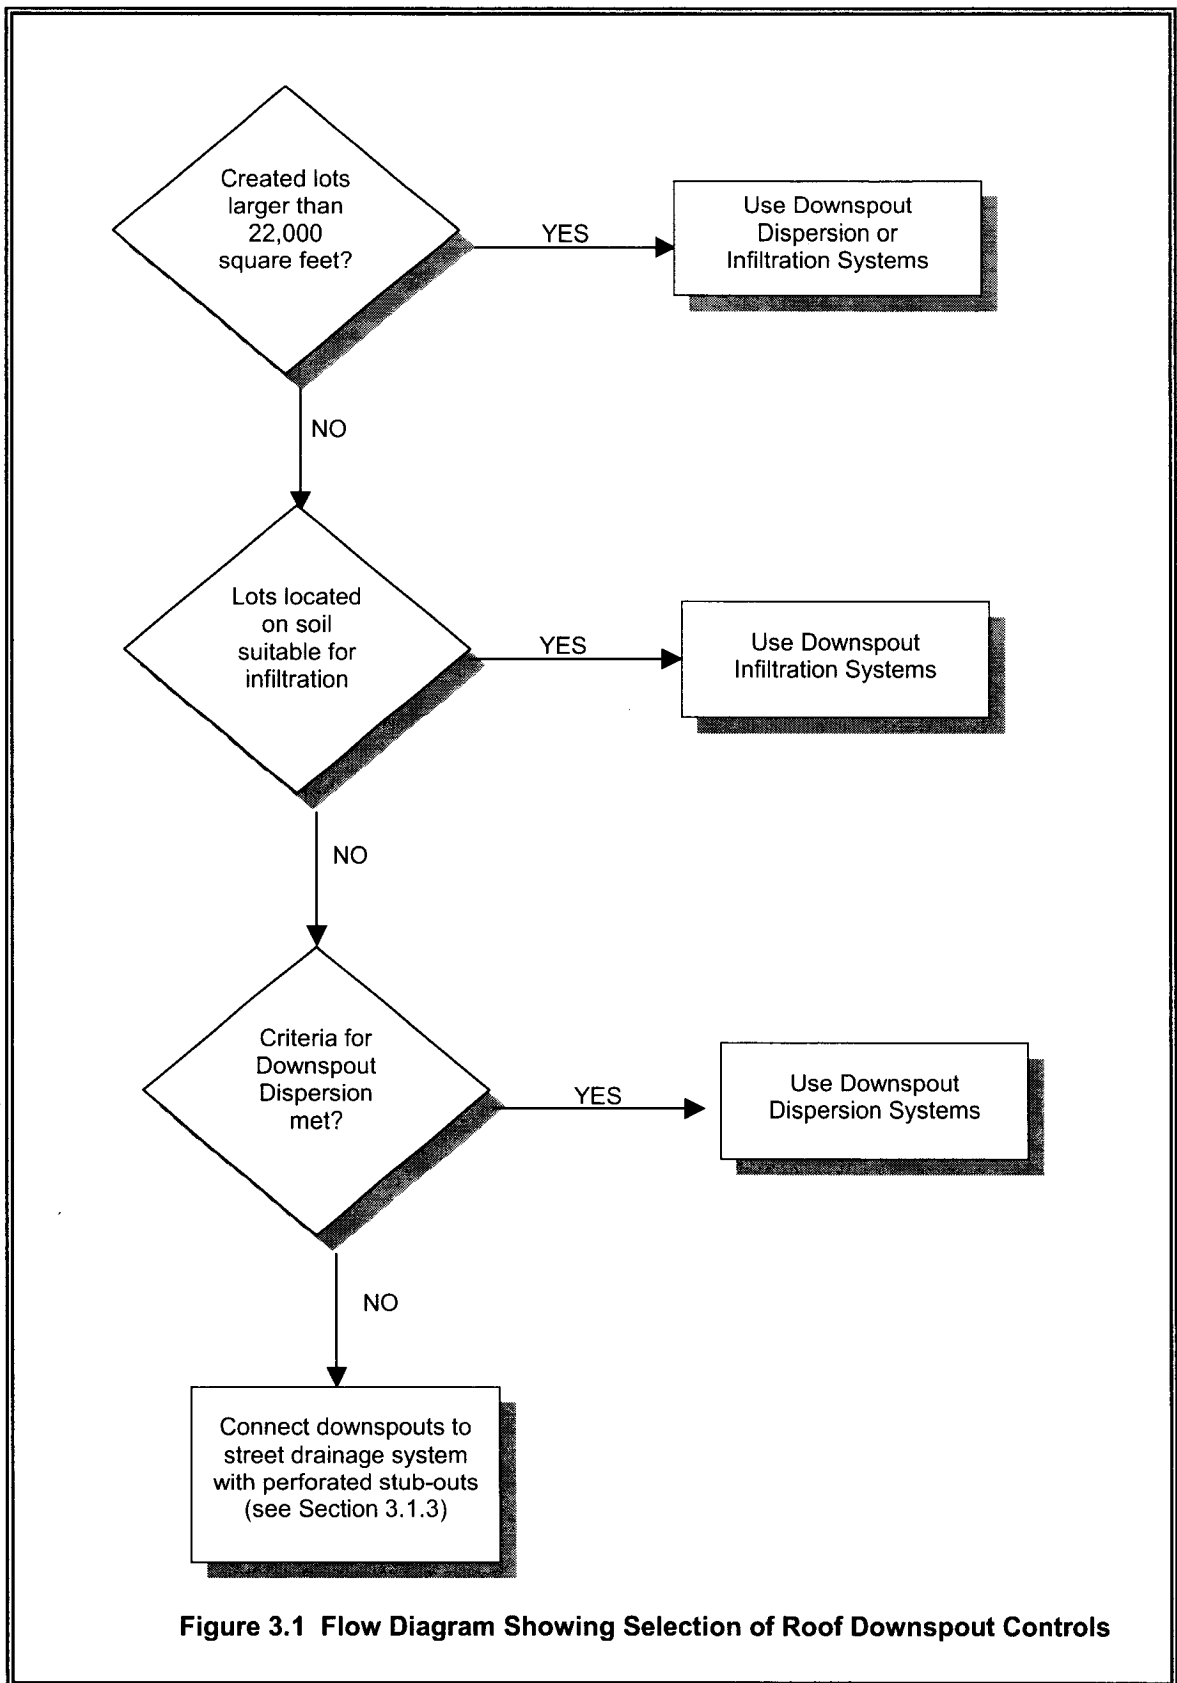 Created lots
larger than
22,000
square feet?
YES
Use Downspout
Dispersion or
Infiltration Systems
NO
Lots located
on soil
suitable for
infiltration
YES
Use Downspout
Infiltration Systems
NO
Criteria for
Downspout
Dispersion
met?
YES
Use Downspout
Dispersion Systems
NO
Connect downspouts to
street drainage system
with perforated stub-outs
(see Section 3.1.3)
Figure 3.1 Flow Diagram Showing Selection of Roof Downspout Controls